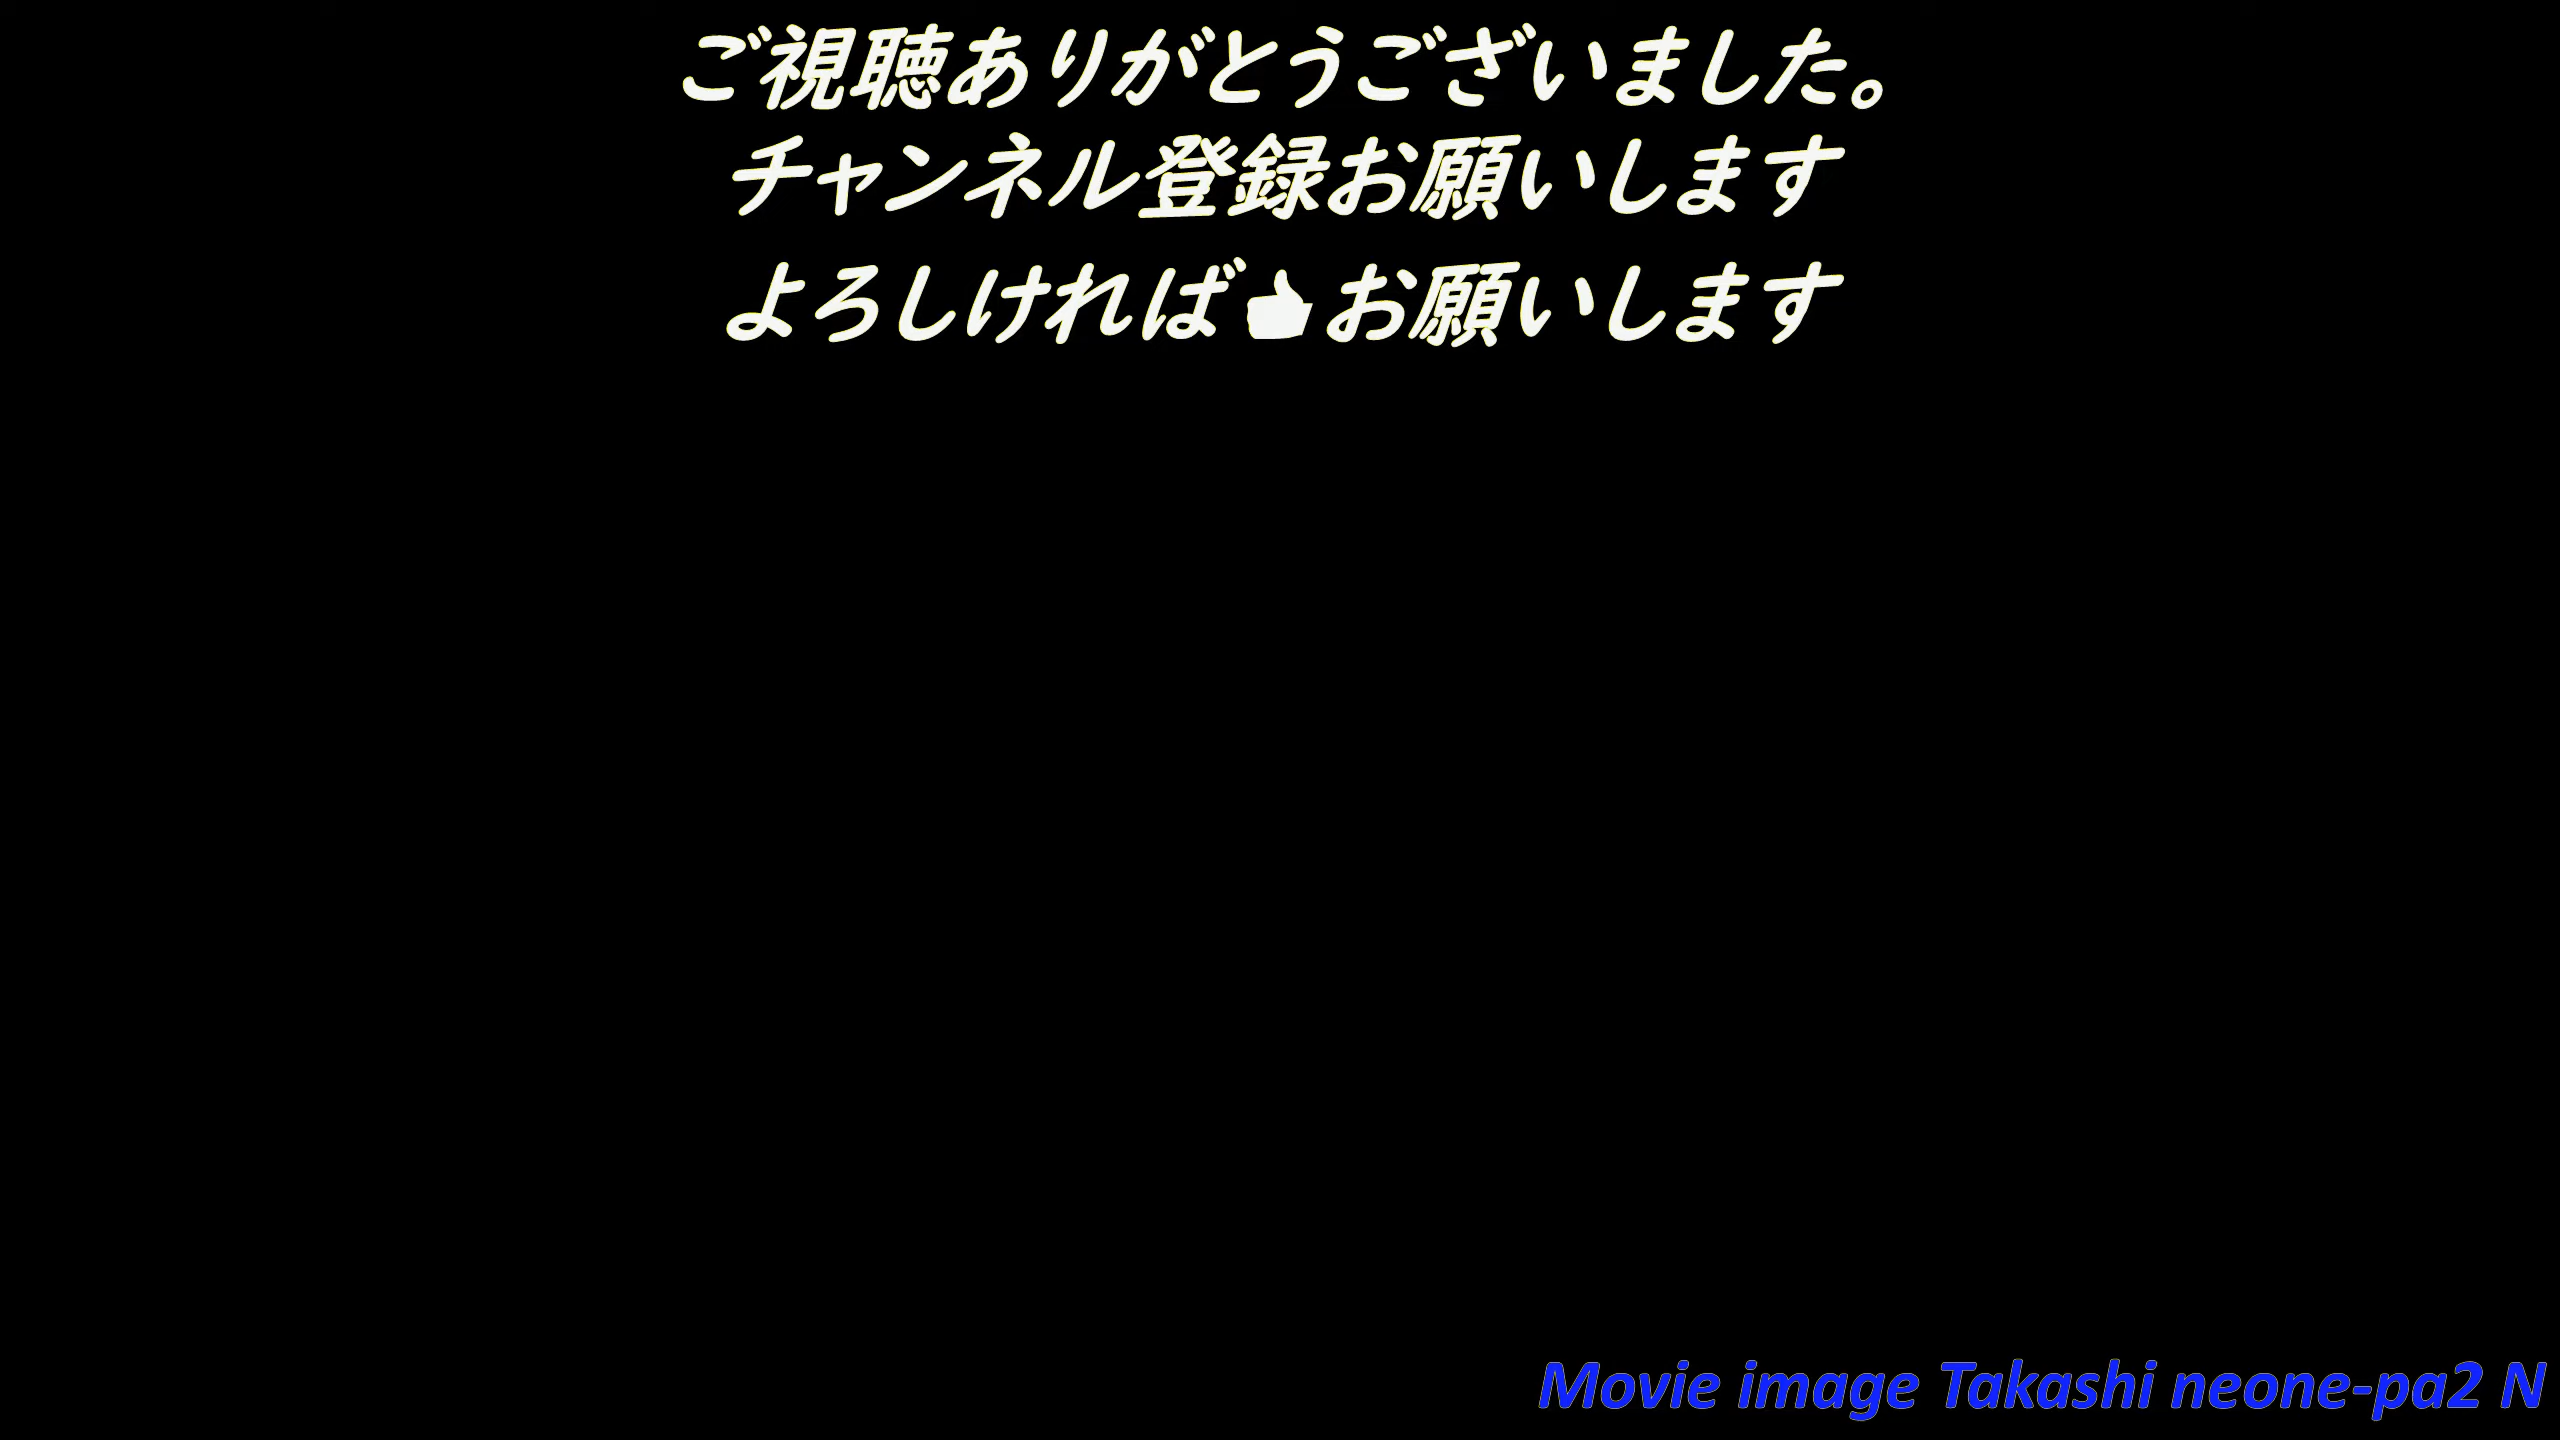 ご視聴ありがとうございました。
チャンネル登録お願いします
よろしければ👍お願いします
Movie image Takashi neone-pa2 N